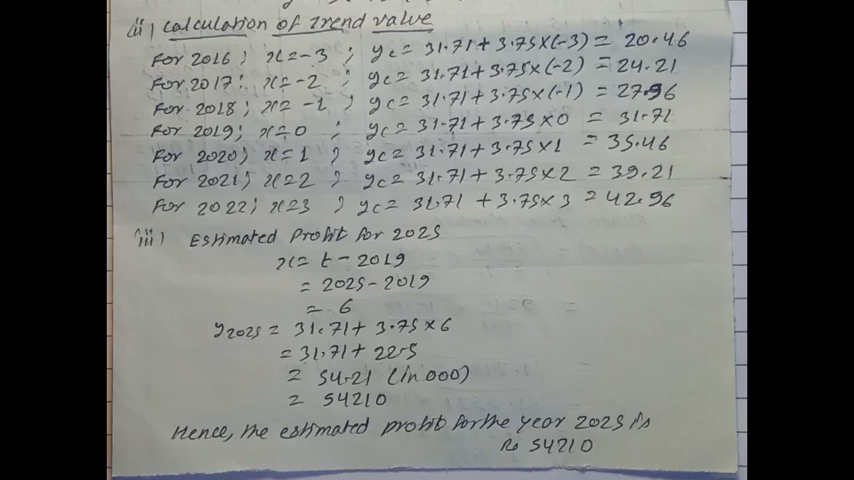 ii) Calculation of Trend Valve
For 2016; x=-3 ; yc = 31.71 + 3.75×(-3) = 20.46
For 2017; x=-2 ; yc = 31.71 + 3.75×(-2) = 24.21
For 2018; x=-1 ; yc = 31.71 + 3.75×(-1) = 27.96
For 2019; x=0 ; yc = 31.71 + 3.75×0 = 31.71
For 2020; x=1 ; yc = 31.71 + 3.75×1 = 35.46
For 2021; x=2 ; yc = 31.71 + 3.75×2 = 39.21
For 2022; x=3 ; yc = 31.71 + 3.75×3 = 42.96
iii) Estimated Profit for 2025
x = t - 2019
= 2025 - 2019
= 6
y2025 = 31.71 + 3.75×6
= 31.71 + 22.5
= 54.21 (in 000)
= 54210
Hence, the estimated profit for the year 2025 is
Rs 54210